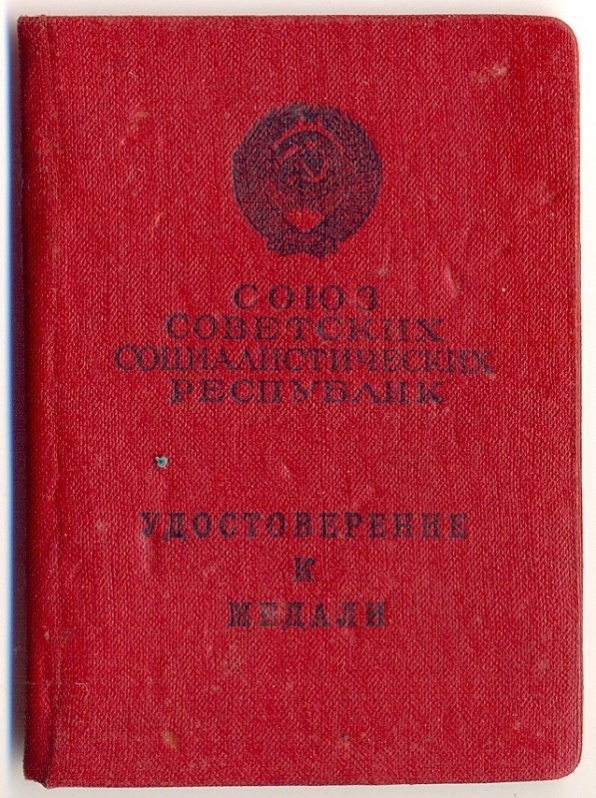 СОЮЗ
СОВЕТСКИХ
СОЦИАЛИСТИЧЕСКИХ
РЕСПУБЛИК
УДОСТОВЕРЕНИЕ
К
МЕДАЛИ